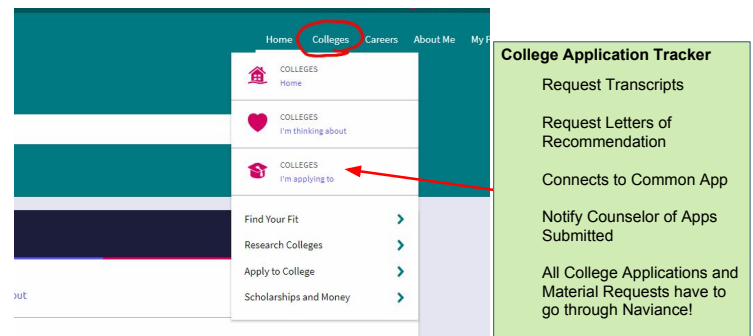 Home Colleges Careers About Me My
COLLEGES
Home
COLLEGES
I'm thinking about
COLLEGES
I'm applying to
Find Your Fit
Research Colleges
Apply to College
Scholarships and Money
College Application Tracker
Request Transcripts
Request Letters of
Recommendation
Connects to Common App
Notify Counselor of Apps
Submitted
All College Applications and
Material Requests have to
go through Naviance!